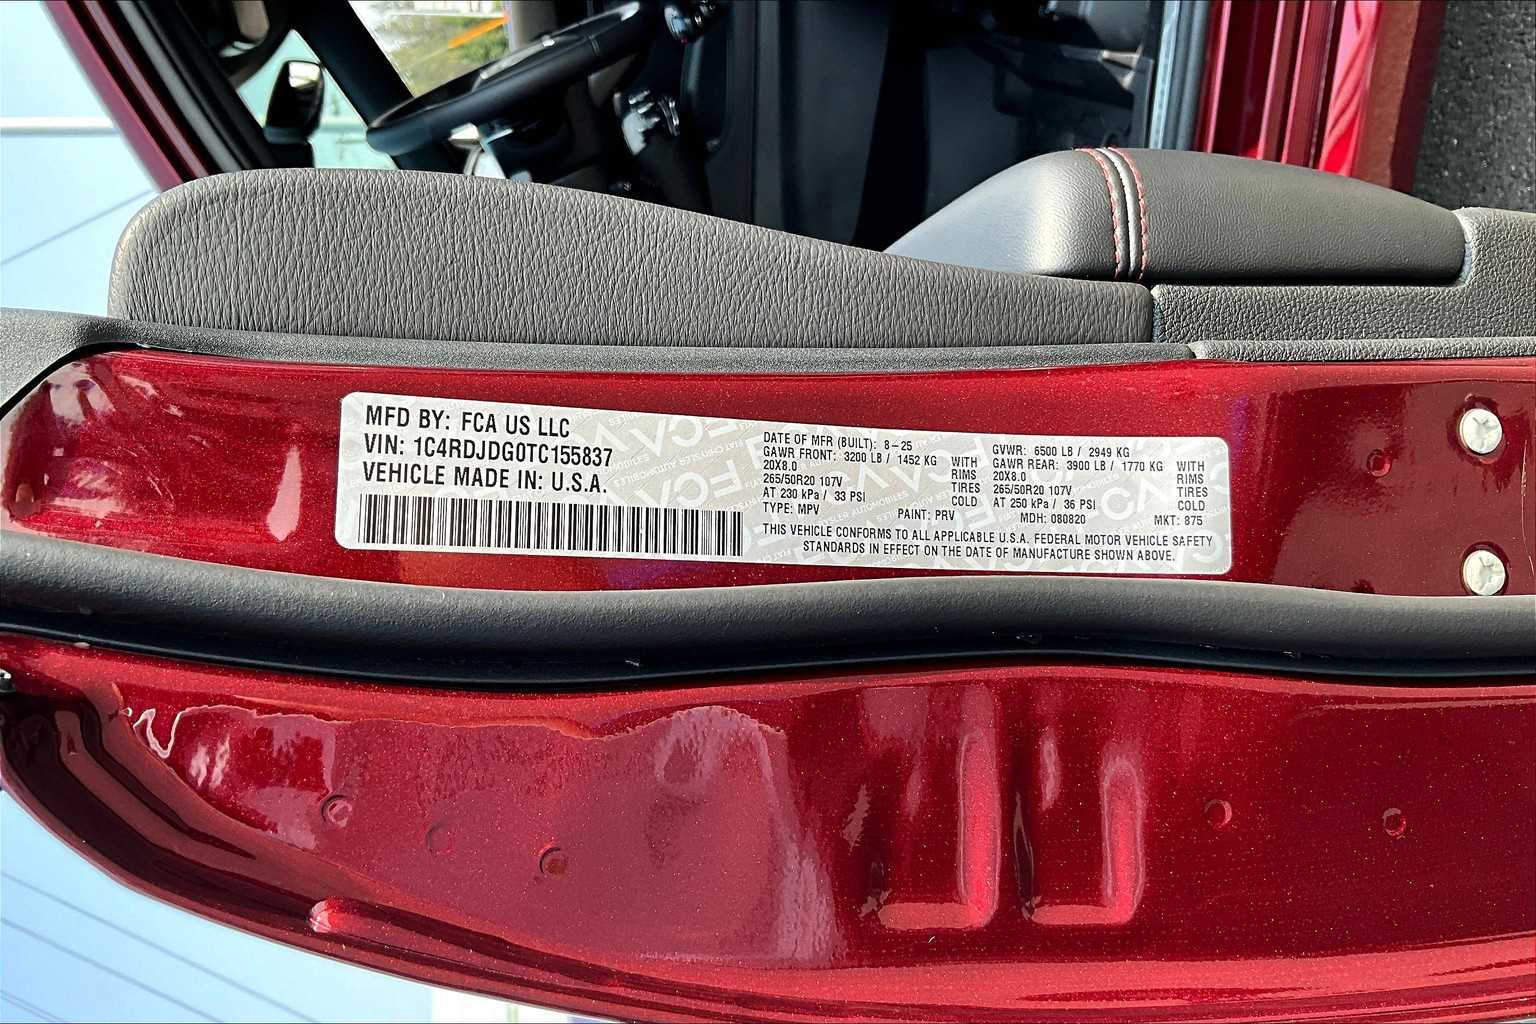 MFD BY: FCA US LLC
VIN: 1C4RDJDG0TC155837
VEHICLE MADE IN: U.S.A.
DATE OF MFR (BUILT): 8-25
GAWR FRONT: 3200 LB / 1452 KG WITH
20X8.0 RIMS
265/50R20 107V TIRES
AT 230 kPa / 33 PSI COLD
TYPE: MPV
GVWR: 6500 LB / 2949 KG
GAWR REAR: 3900 LB / 1770 KG WITH
20X8.0 RIMS
265/50R20 107V TIRES
AT 250 kPa / 36 PSI COLD
PAINT: PRV MDH: 080820 MKT: 875
THIS VEHICLE CONFORMS TO ALL APPLICABLE U.S.A. FEDERAL MOTOR VEHICLE SAFETY
STANDARDS IN EFFECT ON THE DATE OF MANUFACTURE SHOWN ABOVE.